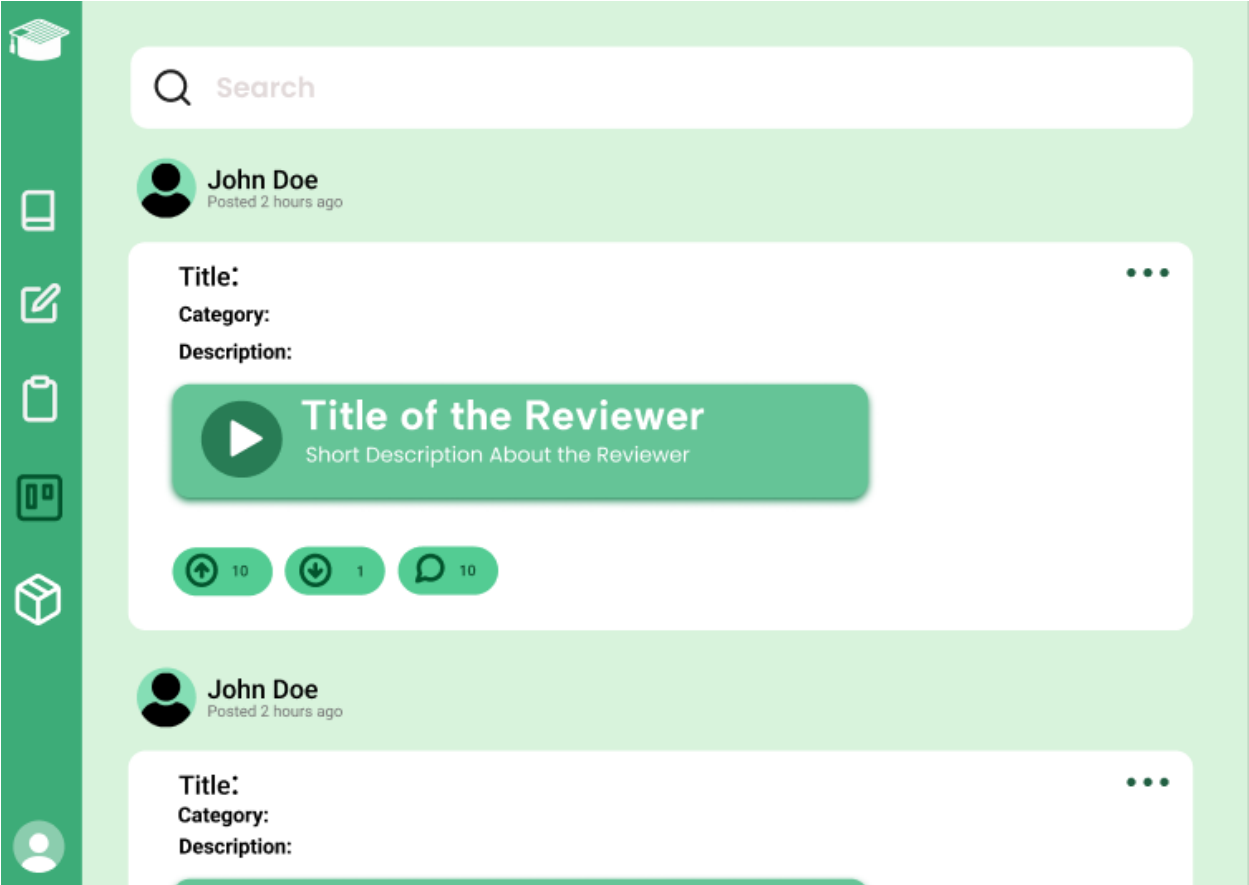 Search
John Doe
Posted 2 hours ago
Title:
Category:
Description:
Title of the Reviewer
Short Description About the Reviewer
10 1 10
John Doe
Posted 2 hours ago
Title:
Category:
Description: